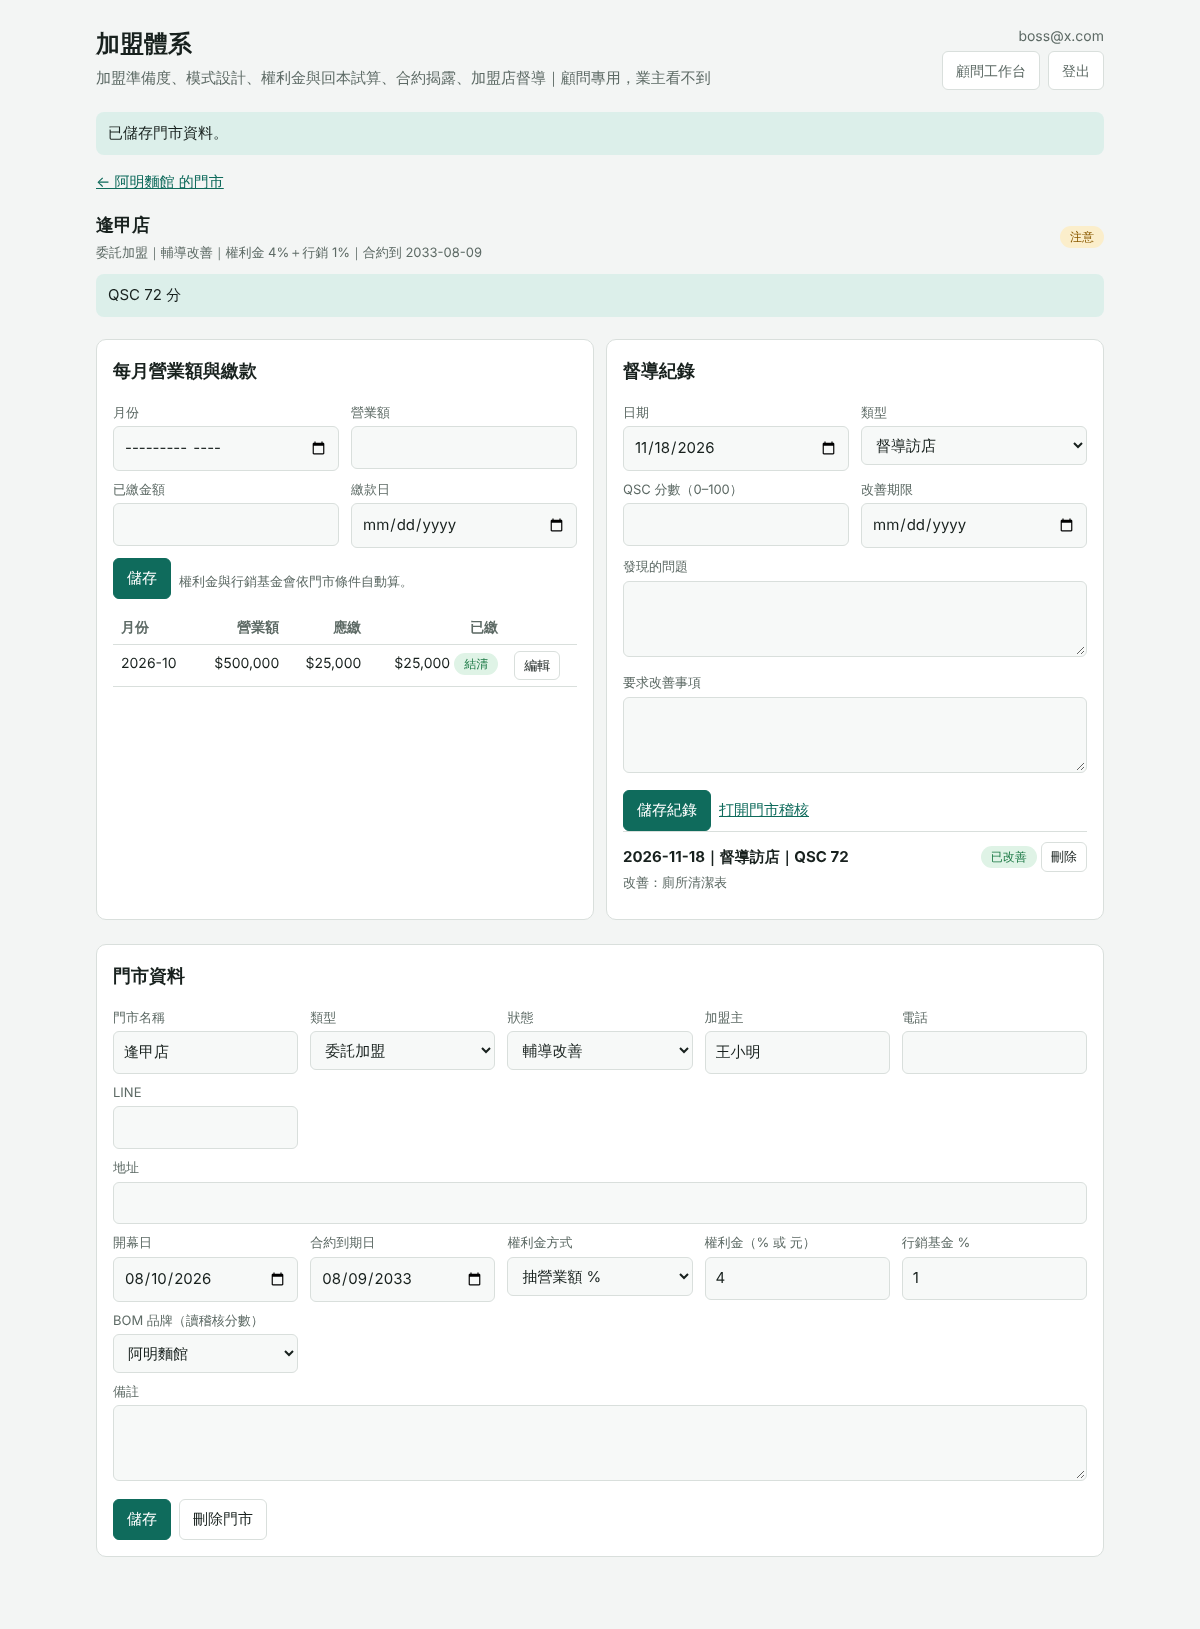 加盟體系
加盟準備度、模式設計、權利金與回本試算、合約揭露、加盟店督導｜顧問專用，業主看不到
boss@x.com
顧問工作台 登出
已儲存門市資料。
← 阿明麵館 的門市
逢甲店
委託加盟｜輔導改善｜權利金 4%＋行銷 1%｜合約到 2033-08-09
注意
QSC 72 分
每月營業額與繳款
月份 營業額
--------- ----
已繳金額 繳款日
mm/dd/yyyy
儲存 權利金與行銷基金會依門市條件自動算。
月份 營業額 應繳 已繳
2026-10 $500,000 $25,000 $25,000 結清 編輯
督導紀錄
日期 類型
11/18/2026 督導訪店
QSC 分數（0–100） 改善期限
mm/dd/yyyy
發現的問題
要求改善事項
儲存紀錄 打開門市稽核
2026-11-18｜督導訪店｜QSC 72 已改善 刪除
改善：廁所清潔表
門市資料
門市名稱 類型 狀態 加盟主 電話
逢甲店 委託加盟 輔導改善 王小明
LINE
地址
開幕日 合約到期日 權利金方式 權利金（% 或 元） 行銷基金 %
08/10/2026 08/09/2033 抽營業額 % 4 1
BOM 品牌（讀稽核分數）
阿明麵館
備註
儲存 刪除門市